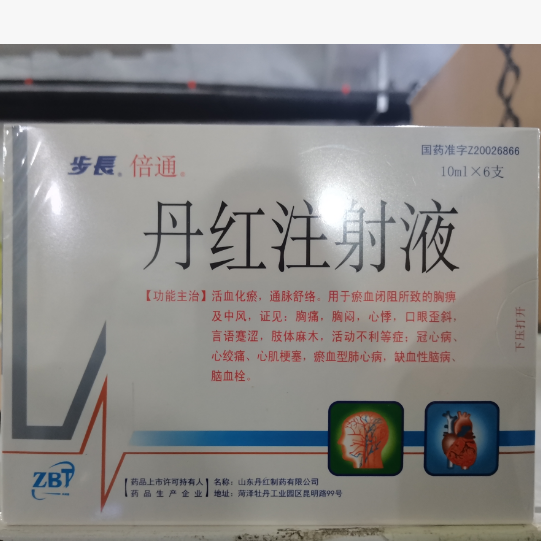 步長® 倍通®
国药准字Z20026866
10ml×6支
丹红注射液
【功能主治】活血化瘀，通脉舒络。用于瘀血闭阻所致的胸痹
及中风，证见：胸痛，胸闷，心悸，口眼歪斜，
言语蹇涩，肢体麻木，活动不利等症；冠心病、
心绞痛、心肌梗塞，瘀血型肺心病，缺血性脑病、
脑血栓。
下压打开
ZBT
药品上市许可持有人 名称：山东丹红制药有限公司
药品生产企业 地址：菏泽牡丹工业园区昆明路99号